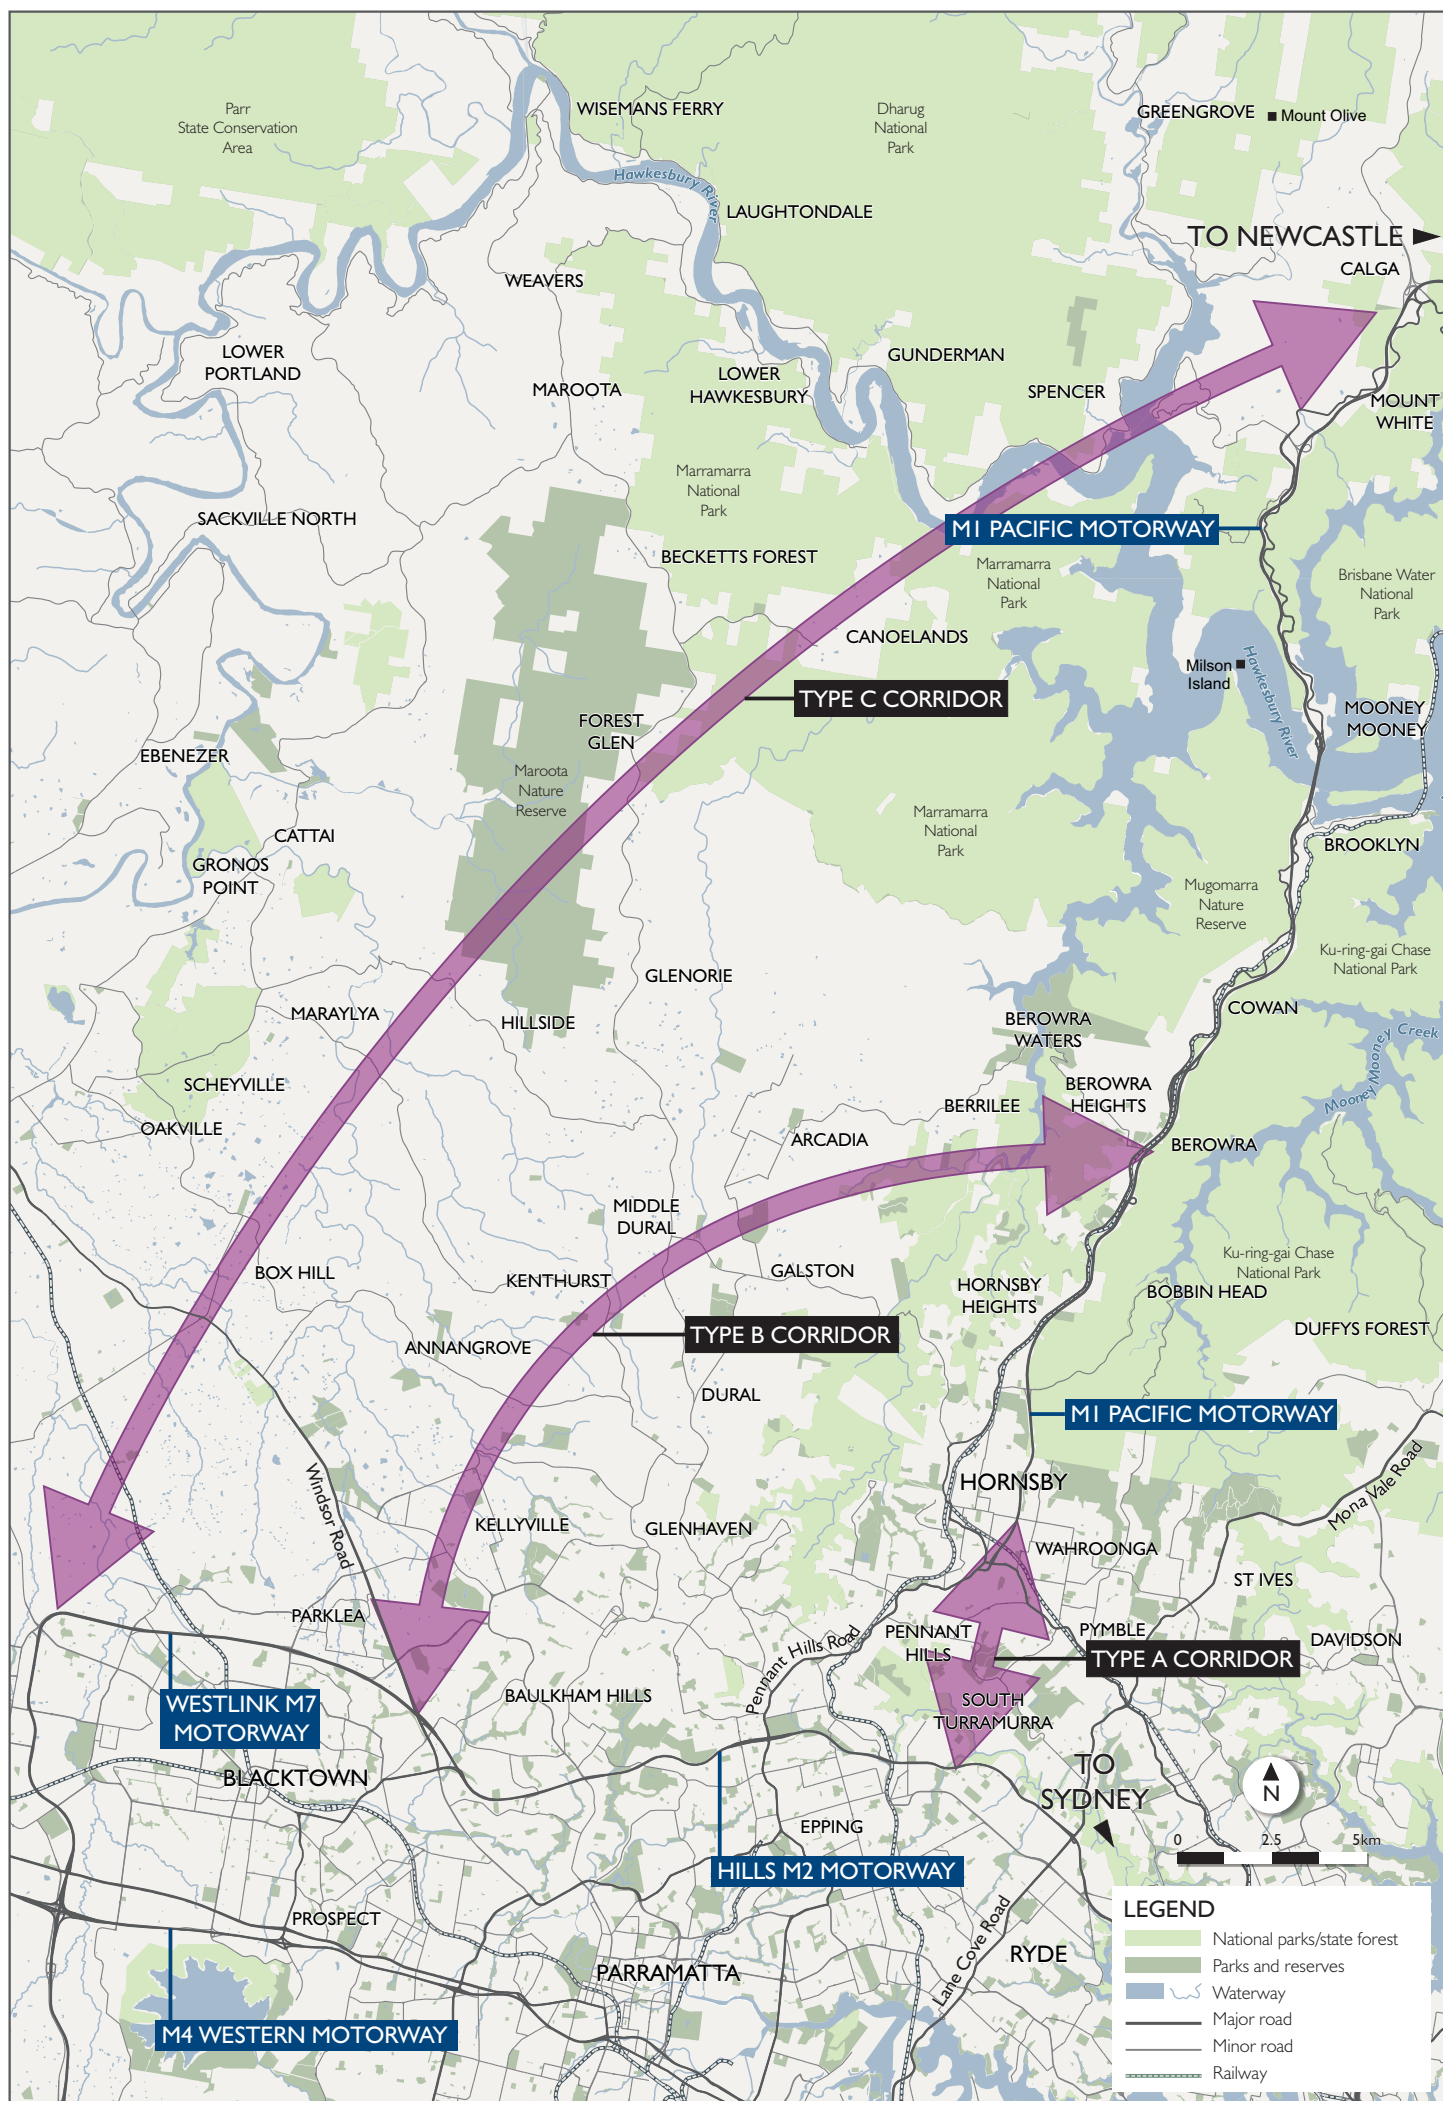 Parr
State Conservation
Area
WISEMANS FERRY
Dharug
National
Park
GREENGROVE
Mount Olive
Hawkesbury River
LAUGHTONDALE
TO NEWCASTLE
CALGA
WEAVERS
LOWER
PORTLAND
MAROOTA
LOWER
HAWKESBURY
GUNDERMAN
SPENCER
MOUNT
WHITE
Marramarra
National
Park
SACKVILLE NORTH
M1 PACIFIC MOTORWAY
BECKETTS FOREST
Marramarra
National
Park
Brisbane Water
National
Park
CANOELANDS
Milson
Island
Hawkesbury River
TYPE C CORRIDOR
MOONEY
MOONEY
FOREST
GLEN
EBENEZER
Maroota
Nature
Reserve
Marramarra
National
Park
CATTAI
BROOKLYN
GRONOS
POINT
Mugomarra
Nature
Reserve
Ku-ring-gai Chase
National Park
GLENORIE
MARAYLYA
HILLSIDE
COWAN
BEROWRA
WATERS
Mooney Mooney Creek
SCHEYVILLE
BEROWRA
HEIGHTS
BERRILEE
OAKVILLE
ARCADIA
BEROWRA
MIDDLE
DURAL
BOX HILL
KENTHURST
GALSTON
HORNSBY
HEIGHTS
Ku-ring-gai Chase
National Park
BOBBIN HEAD
DUFFYS FOREST
TYPE B CORRIDOR
ANNANGROVE
DURAL
M1 PACIFIC MOTORWAY
Windsor Road
HORNSBY
Mona Vale Road
KELLYVILLE
GLENHAVEN
WAHROONGA
ST IVES
PARKLEA
Pennant Hills Road
PENNANT
HILLS
PYMBLE
DAVIDSON
TYPE A CORRIDOR
WESTLINK M7
MOTORWAY
BAULKHAM HILLS
SOUTH
TURRAMURRA
BLACKTOWN
TO
SYDNEY
N
EPPING
0 2.5 5km
HILLS M2 MOTORWAY
PROSPECT
Lane Cove Road
RYDE
PARRAMATTA
M4 WESTERN MOTORWAY
LEGEND
National parks/state forest
Parks and reserves
Waterway
Major road
Minor road
Railway